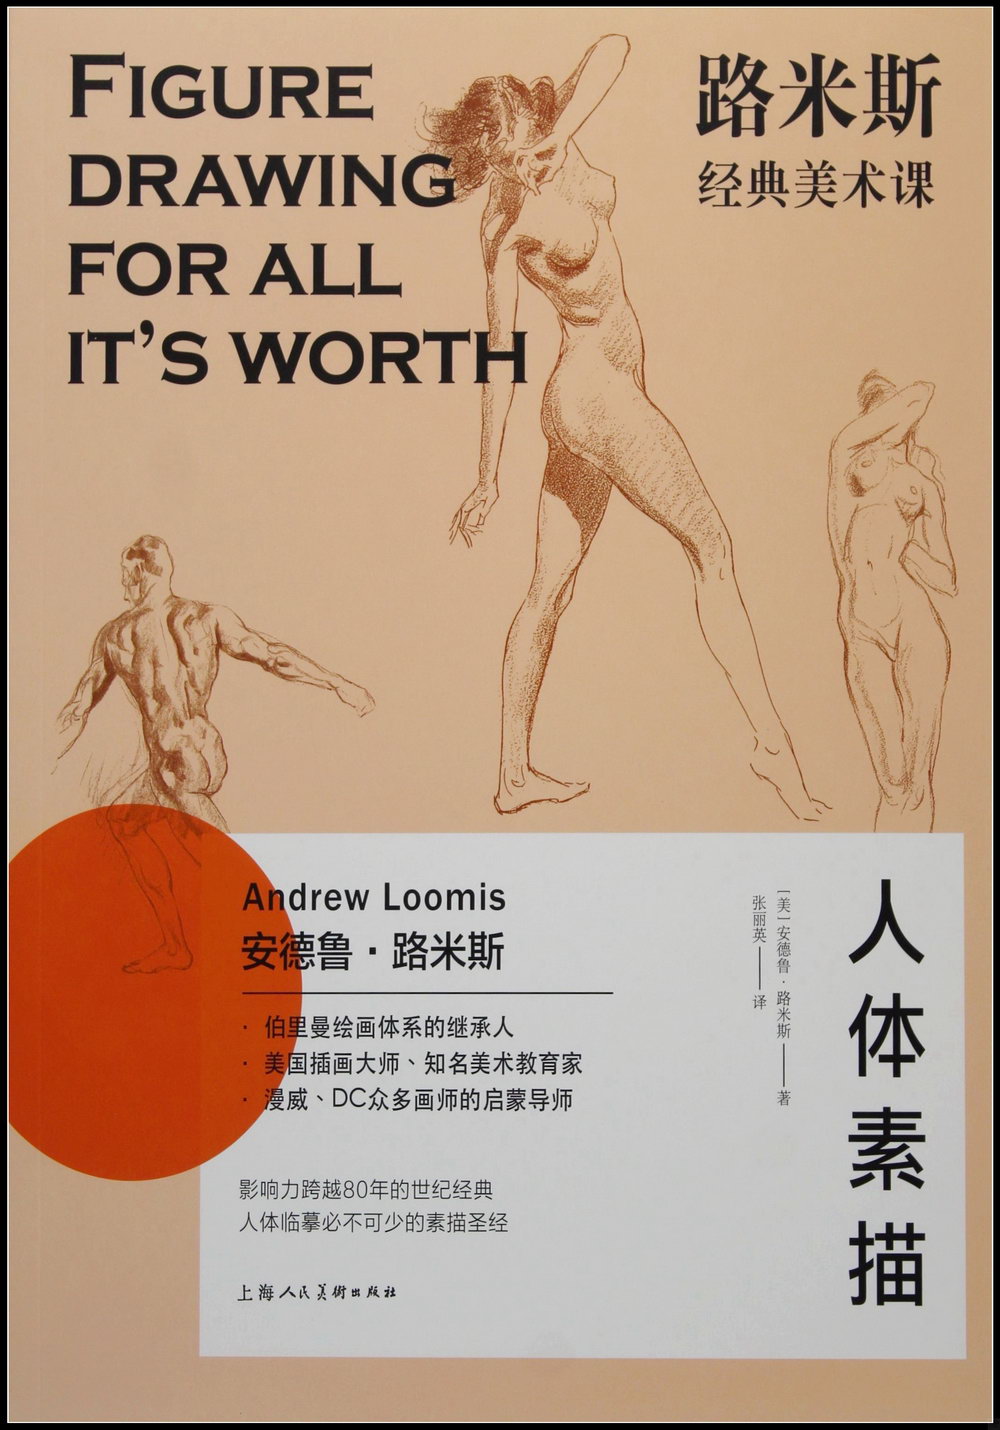 FIGURE
DRAWING
FOR ALL
IT'S WORTH
路米斯
经典美术课
Andrew Loomis
安德鲁·路米斯
· 伯里曼绘画体系的继承人
· 美国插画大师、知名美术教育家
· 漫威、DC众多画师的启蒙导师
影响力跨越80年的世纪经典
人体临摹必不可少的素描圣经
上海人民美術出版社
人体素描
[美]安德鲁·路米斯——著
张丽英——译